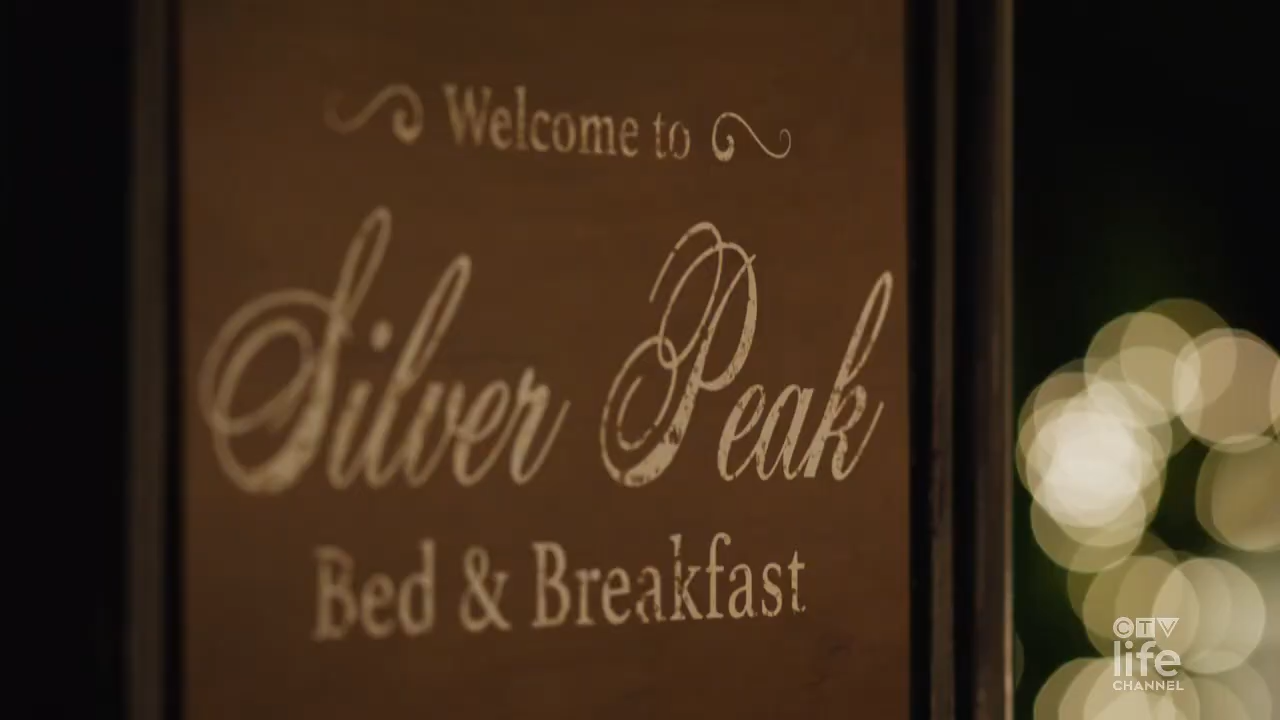 Welcome to
Silver Peak
Bed & Breakfast
CTV
life
CHANNEL